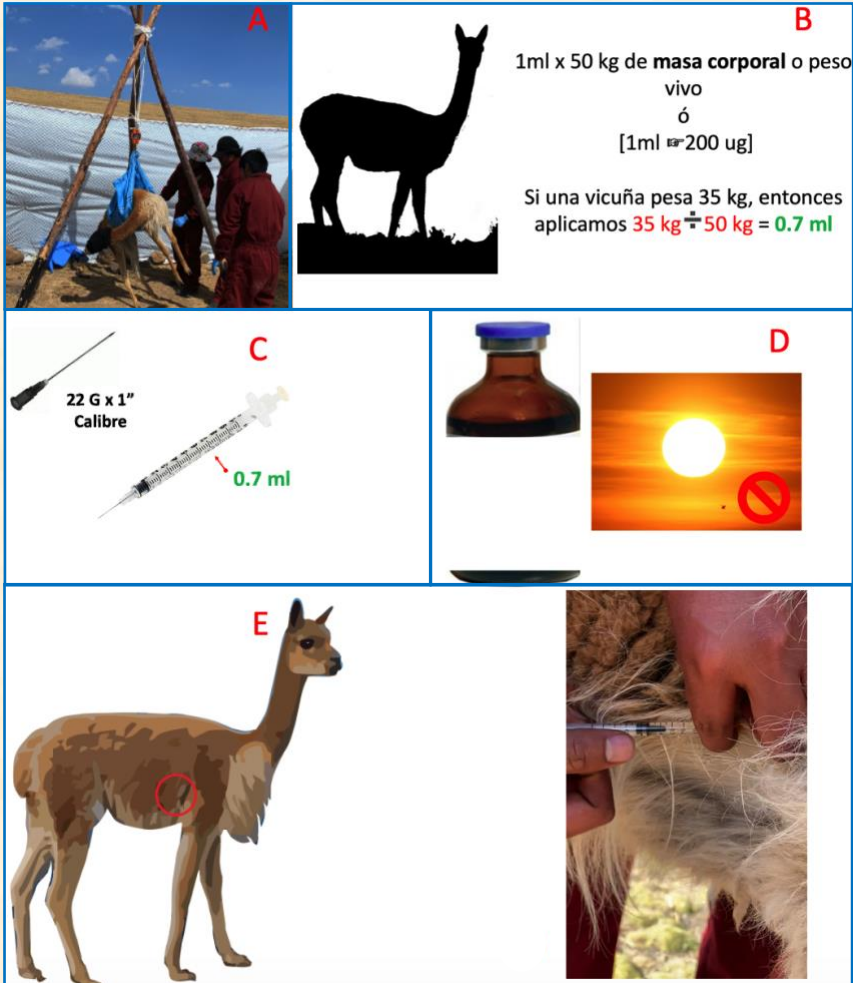 A
B
1ml x 50 kg de masa corporal o peso
vivo
ó
[1ml ☞200 ug]
Si una vicuña pesa 35 kg, entonces
aplicamos 35 kg ÷ 50 kg = 0.7 ml
C
22 G x 1”
Calibre
0.7 ml
D
E